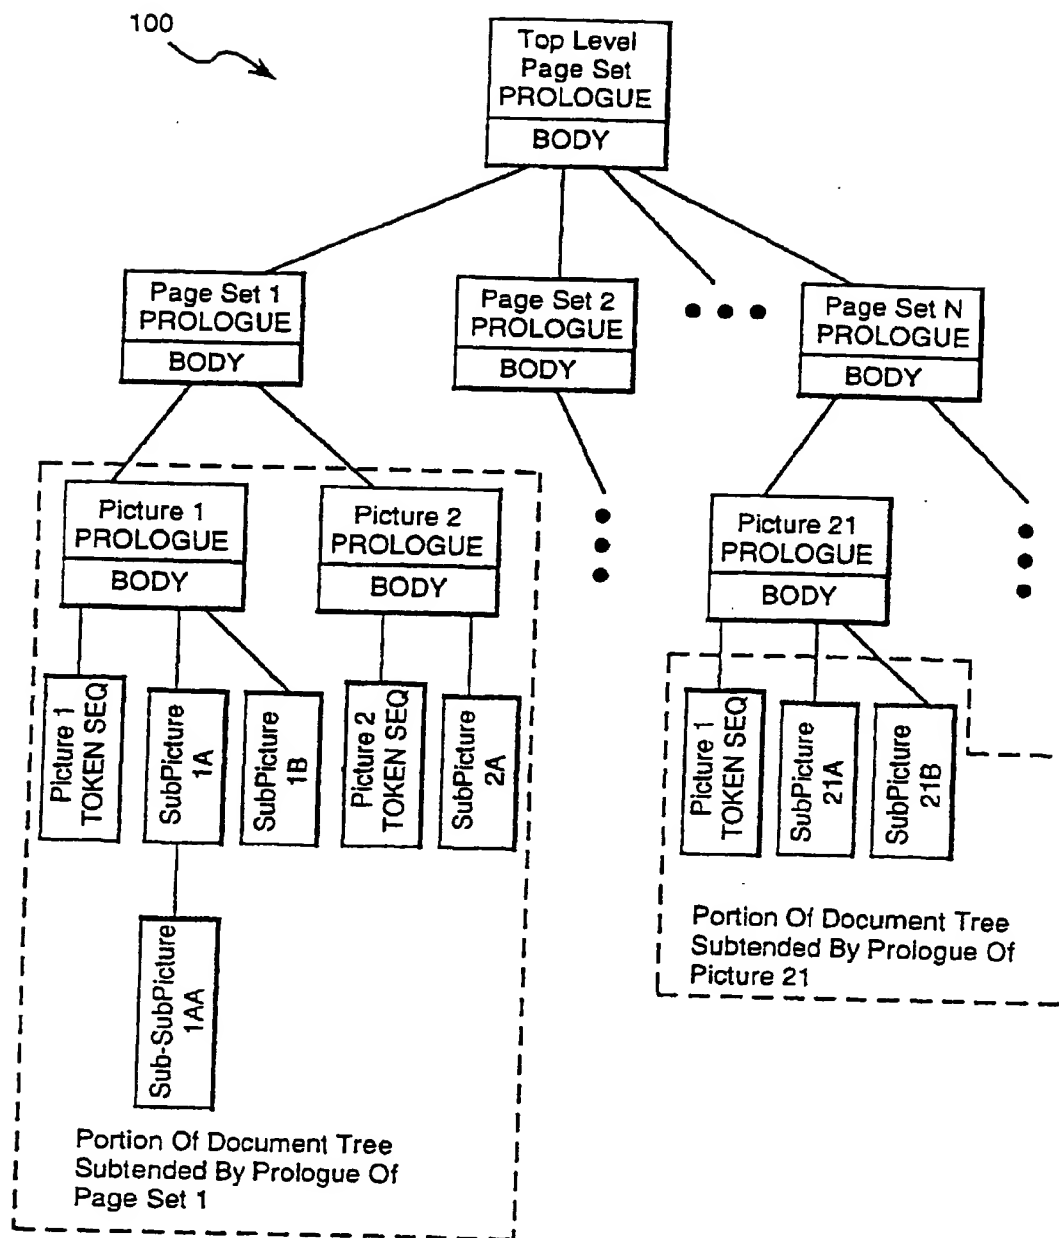 100
Top Level
Page Set
PROLOGUE
BODY
Page Set 1
PROLOGUE
BODY
Page Set 2
PROLOGUE
BODY
Page Set N
PROLOGUE
BODY
Picture 1
PROLOGUE
BODY
Picture 2
PROLOGUE
BODY
Picture 21
PROLOGUE
BODY
Picture 1
TOKEN SEQ
SubPicture
1A
SubPicture
1B
Picture 2
TOKEN SEQ
SubPicture
2A
Picture 1
TOKEN SEQ
SubPicture
21A
SubPicture
21B
Sub-SubPicture
1AA
Portion Of Document Tree
Subtended By Prologue Of
Picture 21
Portion Of Document Tree
Subtended By Prologue Of
Page Set 1